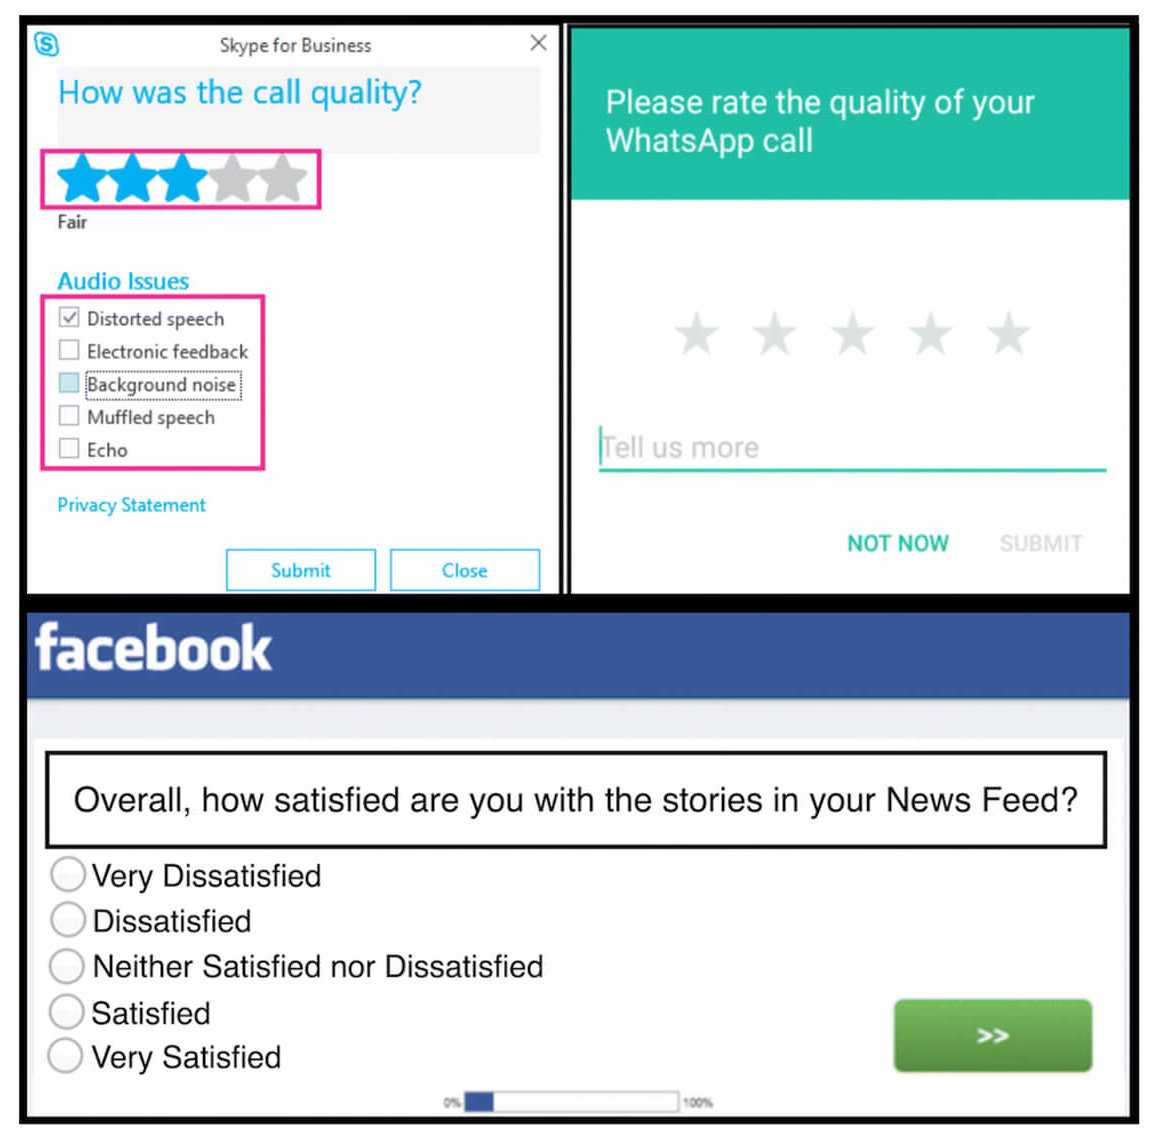 Skype for Business
How was the call quality?
Fair
Audio Issues
Distorted speech
Electronic feedback
Background noise
Muffled speech
Echo
Privacy Statement
Submit
Close
Please rate the quality of your
WhatsApp call
Tell us more
NOT NOW
SUBMIT
facebook
Overall, how satisfied are you with the stories in your News Feed?
Very Dissatisfied
Dissatisfied
Neither Satisfied nor Dissatisfied
Satisfied
Very Satisfied
>>
0%
100%